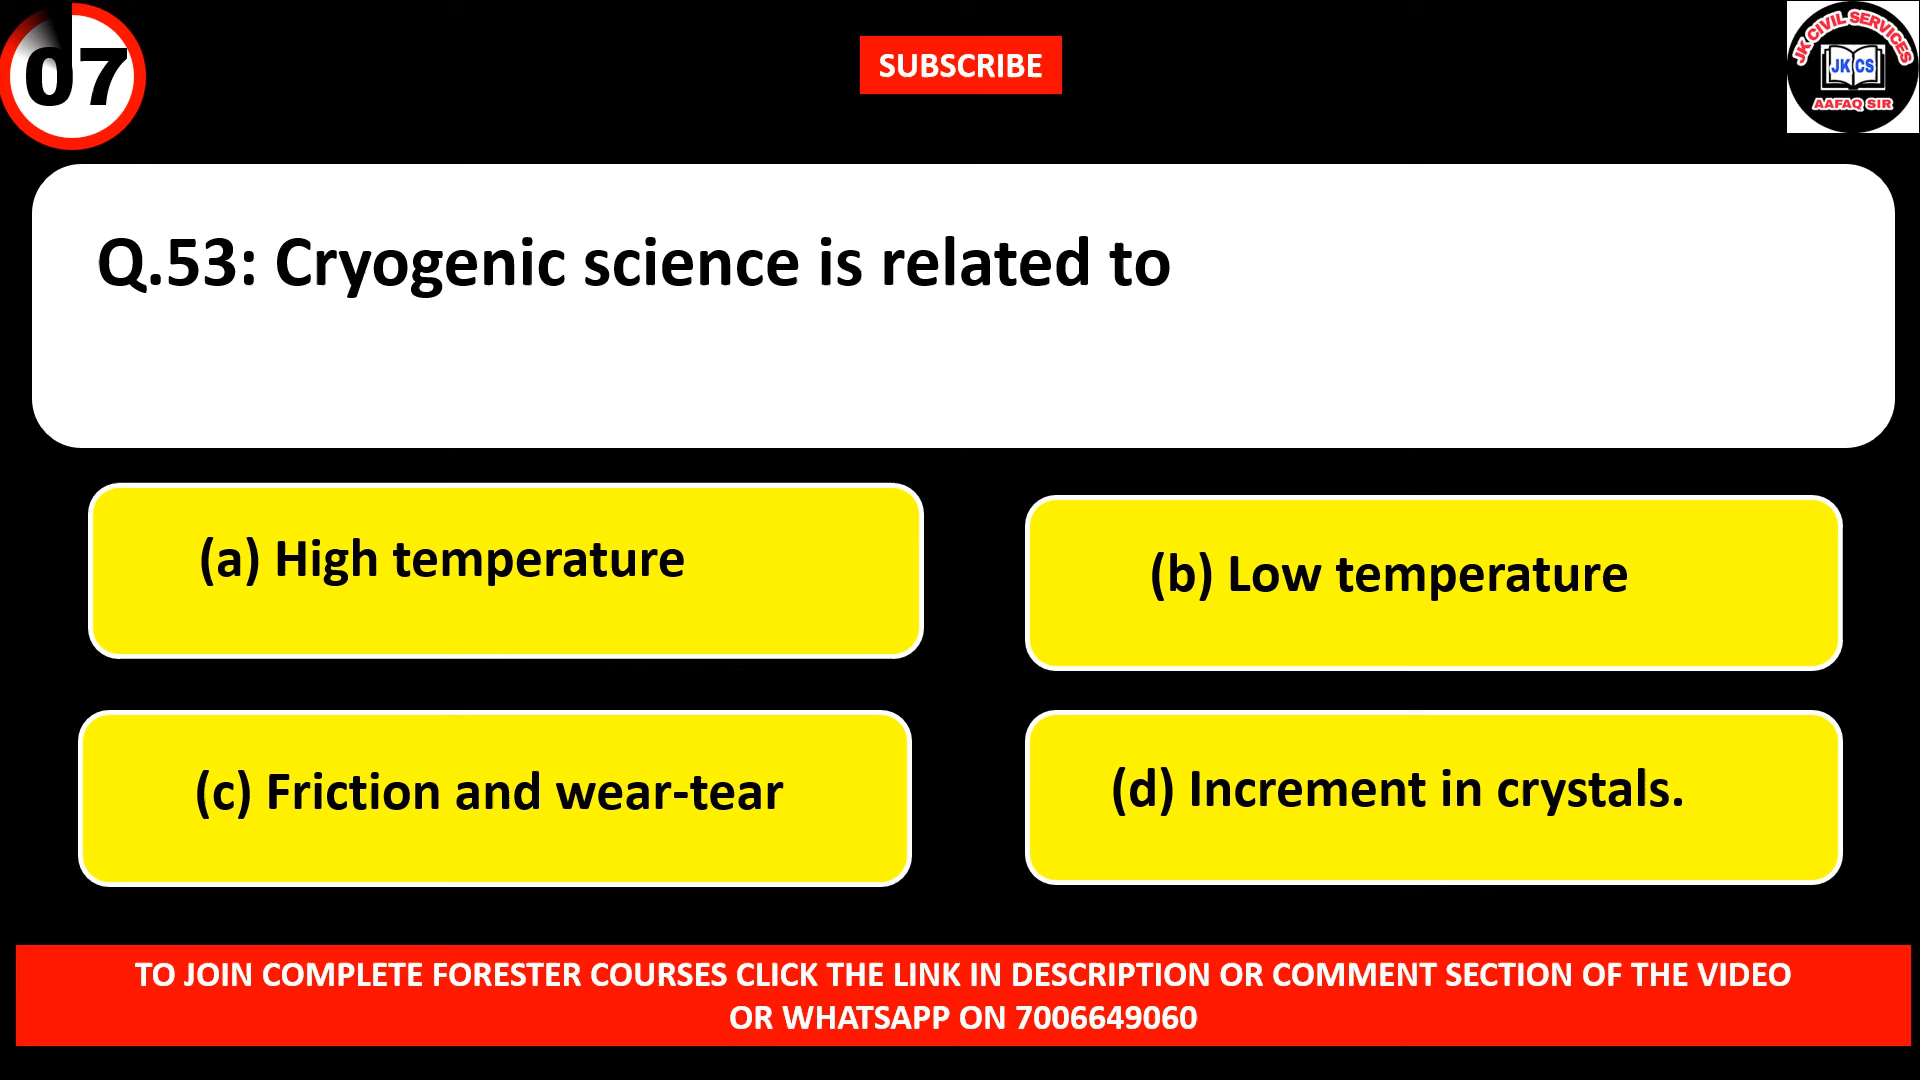 07
SUBSCRIBE
JK CIVIL SERVICES
JK CS
AAFAQ SIR
Q.53: Cryogenic science is related to
(a) High temperature
(b) Low temperature
(c) Friction and wear-tear
(d) Increment in crystals.
TO JOIN COMPLETE FORESTER COURSES CLICK THE LINK IN DESCRIPTION OR COMMENT SECTION OF THE VIDEO
OR WHATSAPP ON 7006649060